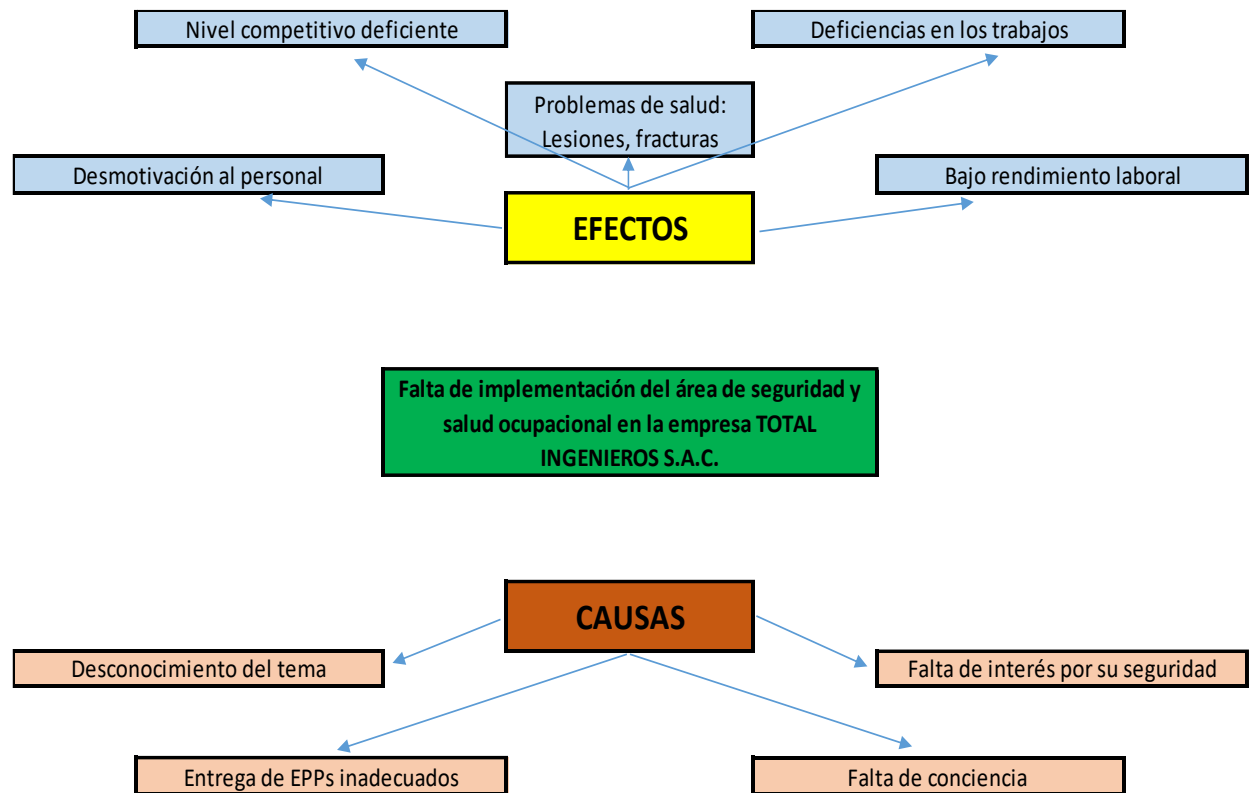 Nivel competitivo deficiente
Deficiencias en los trabajos
Problemas de salud:
Lesiones, fracturas
Desmotivación al personal
Bajo rendimiento laboral
EFECTOS
Falta de implementación del área de seguridad y
salud ocupacional en la empresa TOTAL
INGENIEROS S.A.C.
CAUSAS
Desconocimiento del tema
Falta de interés por su seguridad
Entrega de EPPs inadecuados
Falta de conciencia